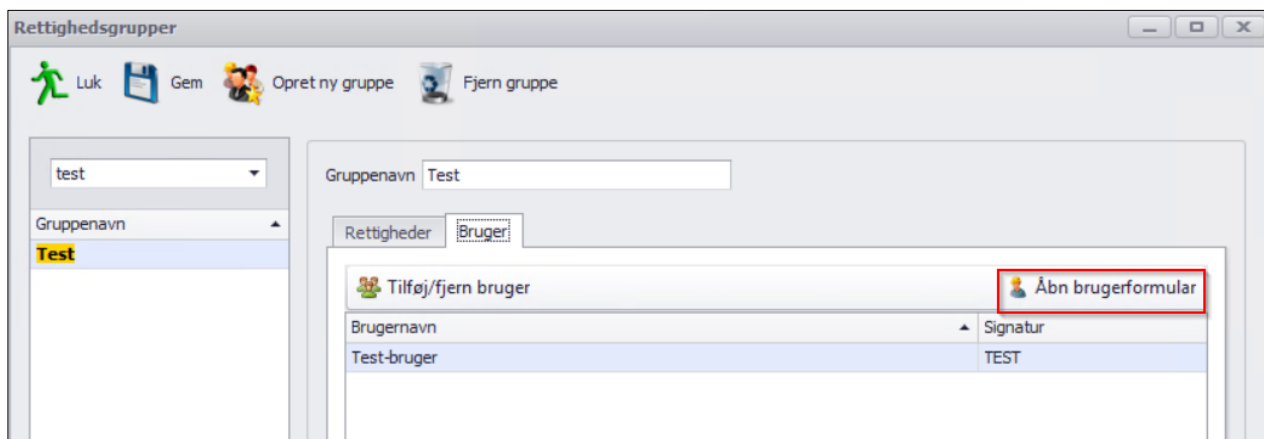 Rettighedsgrupper
Luk Gem Opret ny gruppe Fjern gruppe
test
Gruppenavn
Test
Gruppenavn Test
Rettigheder Bruger
Tilføj/fjern bruger Åbn brugerformular
Brugernavn Signatur
Test-bruger TEST